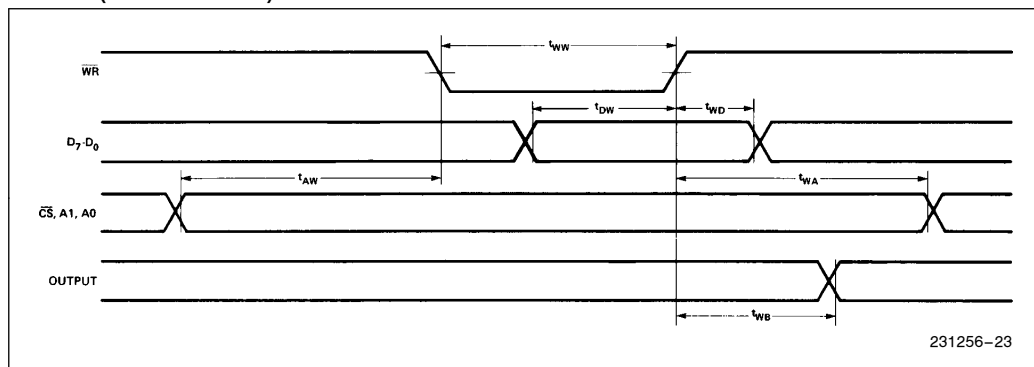 tWW
WR
tDW
tWD
D7-D0
tAW
tWA
CS, A1, A0
OUTPUT
tWB
231256–23